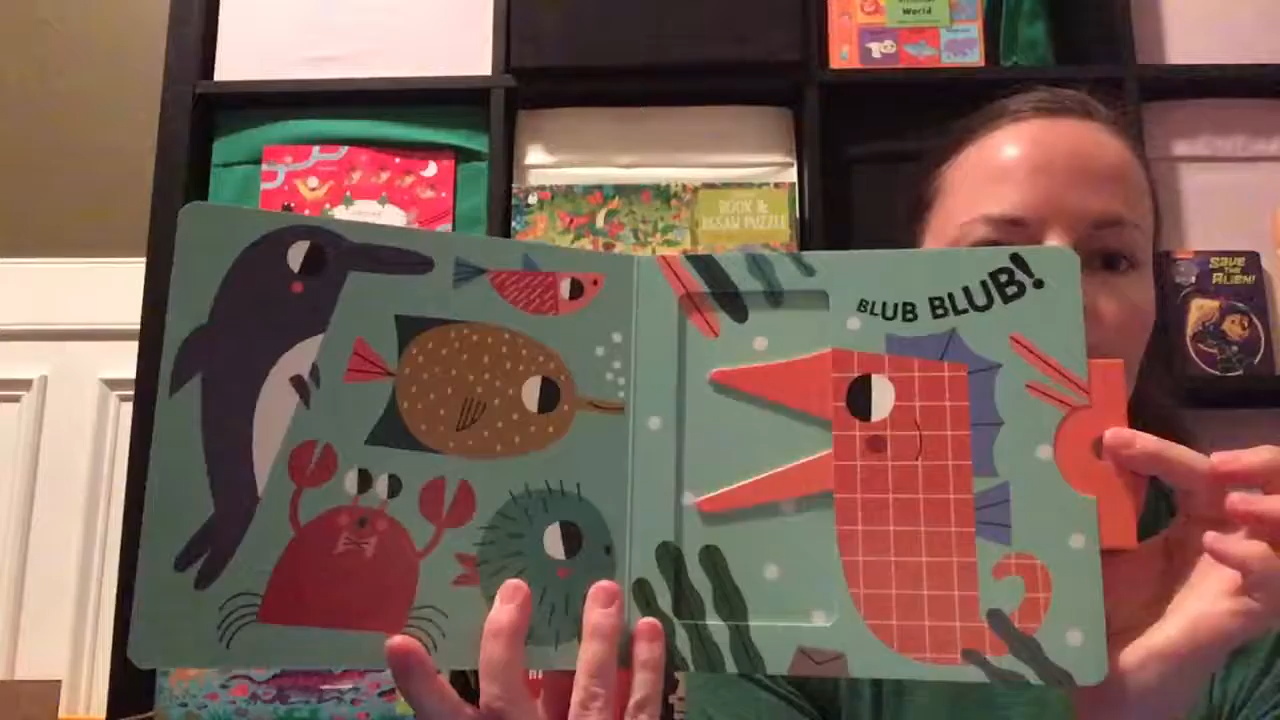 World
BOOK &
JIGSAW PUZZLE
BLUB BLUB!
SAVE
THE
ALIEN!